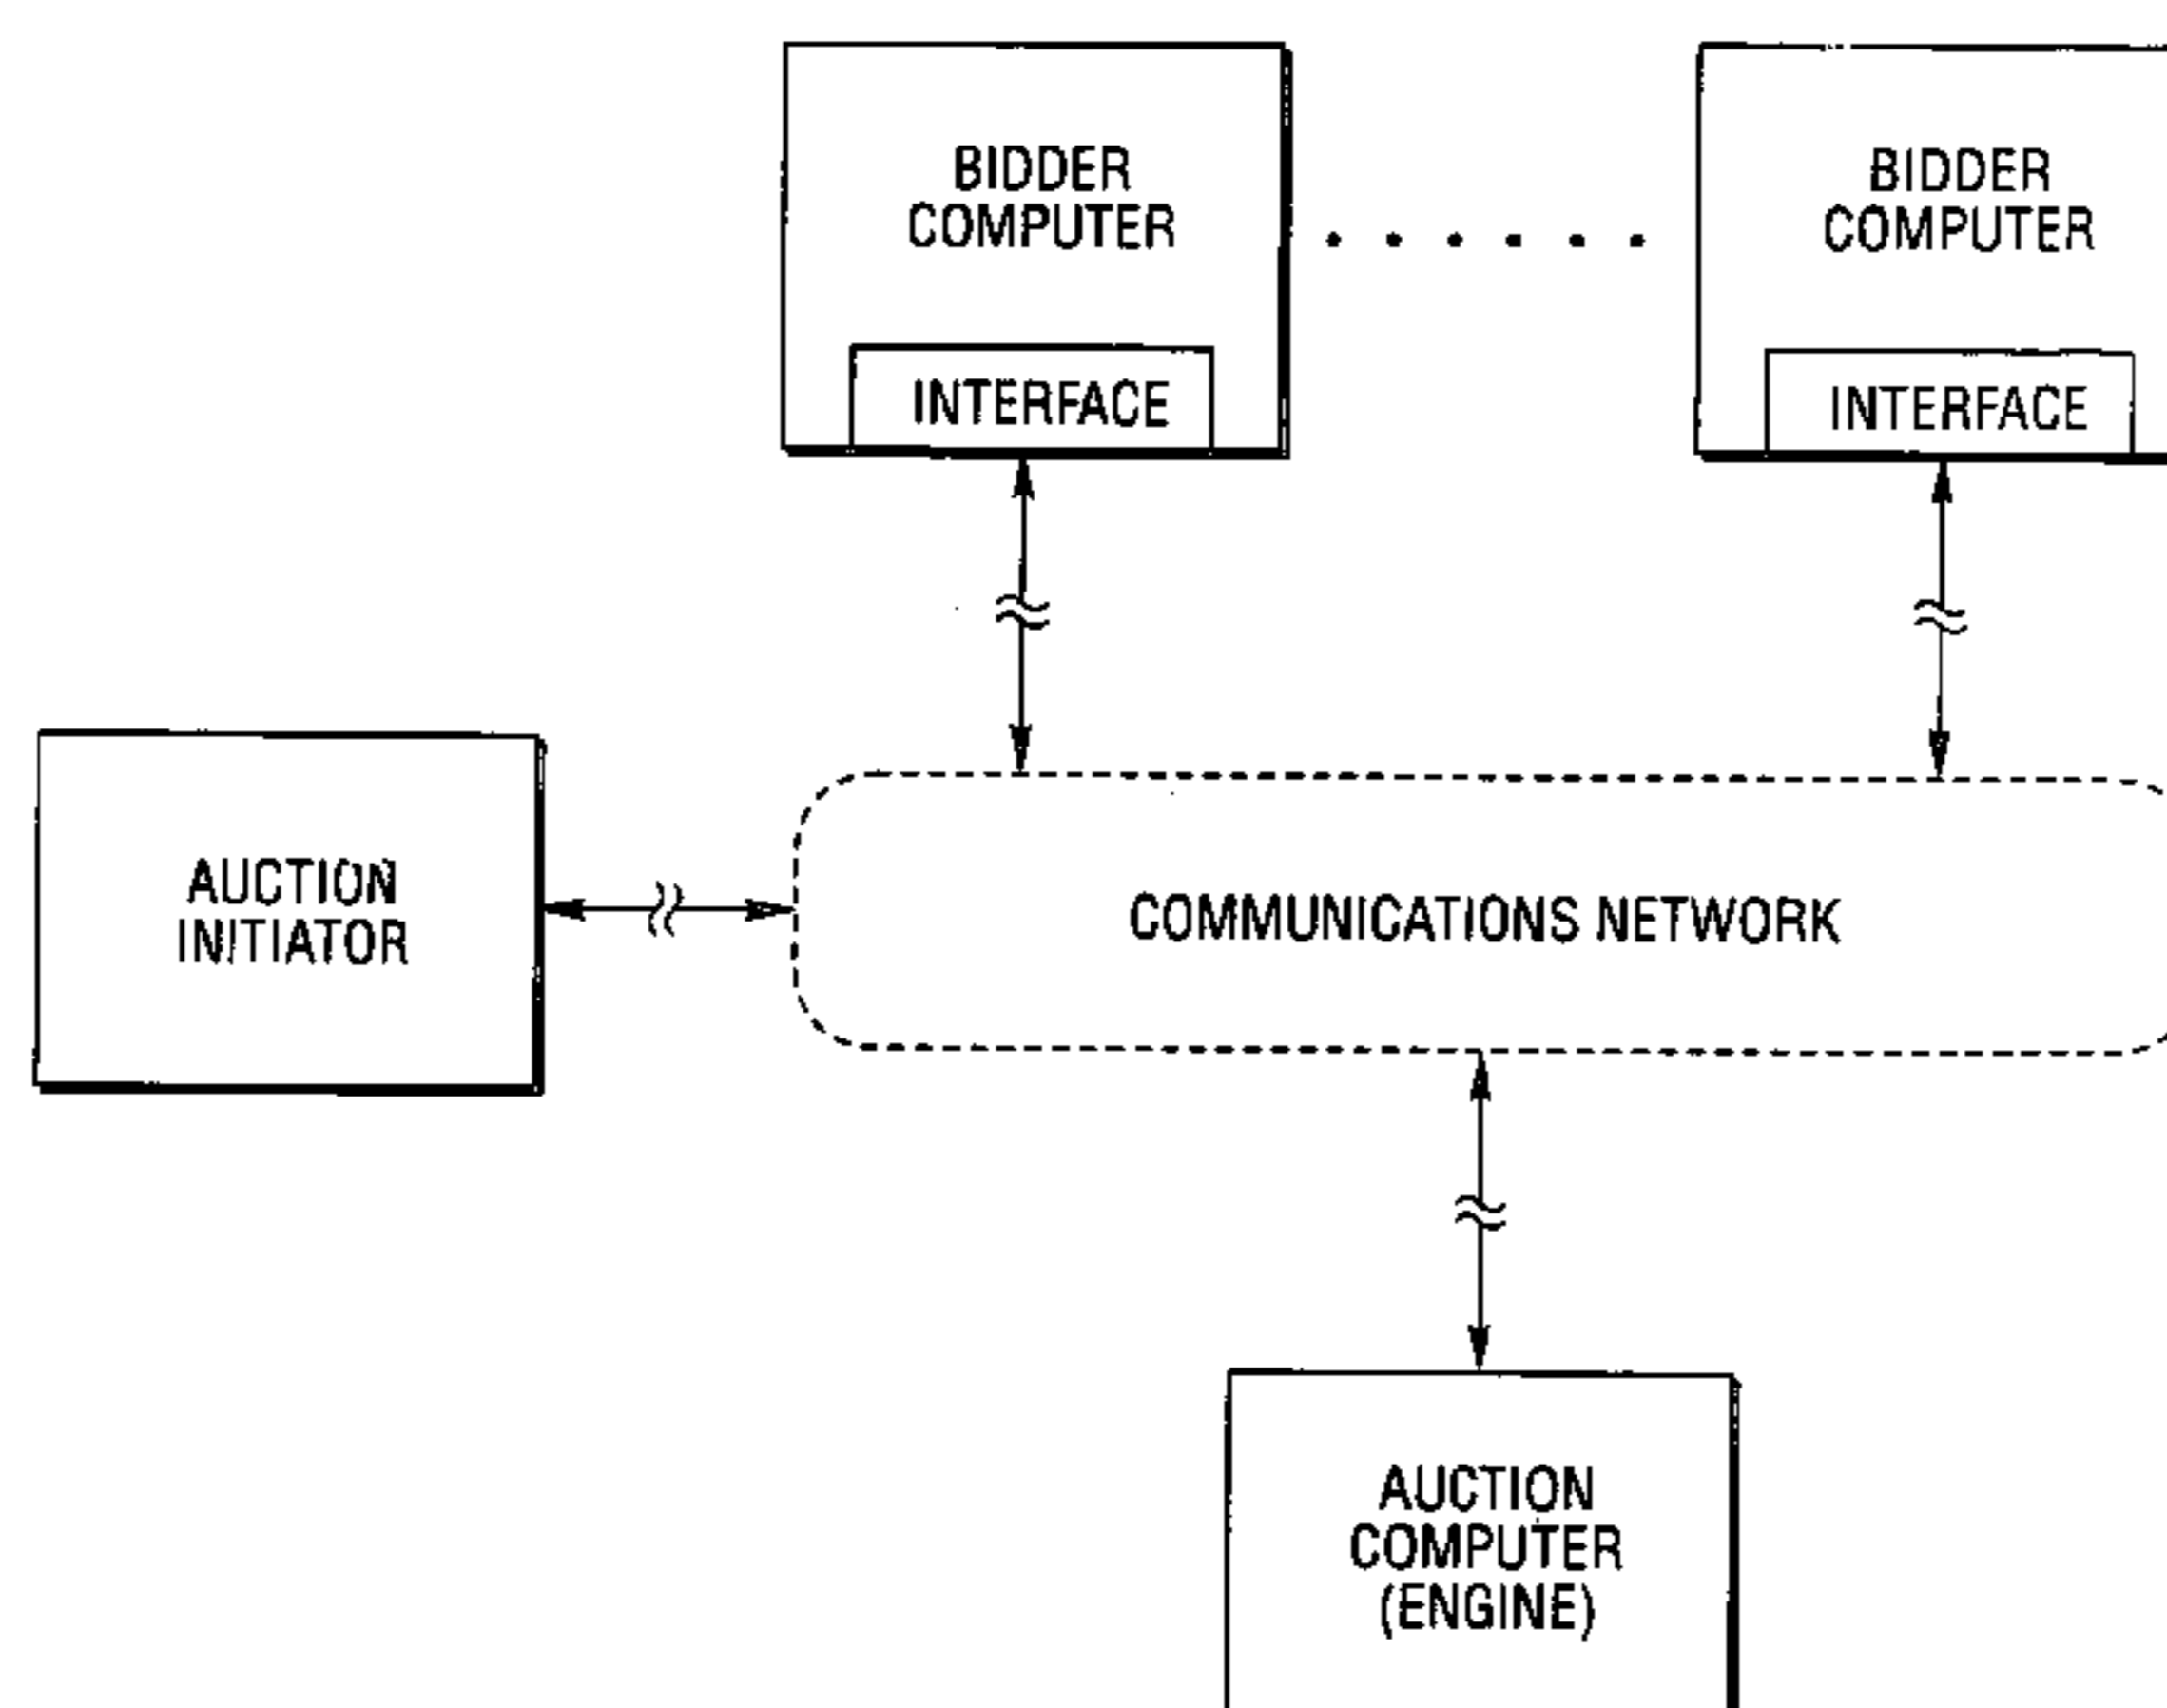 BIDDER
COMPUTER
INTERFACE
BIDDER
COMPUTER
INTERFACE
AUCTION
INITIATOR
COMMUNICATIONS NETWORK
AUCTION
COMPUTER
(ENGINE)